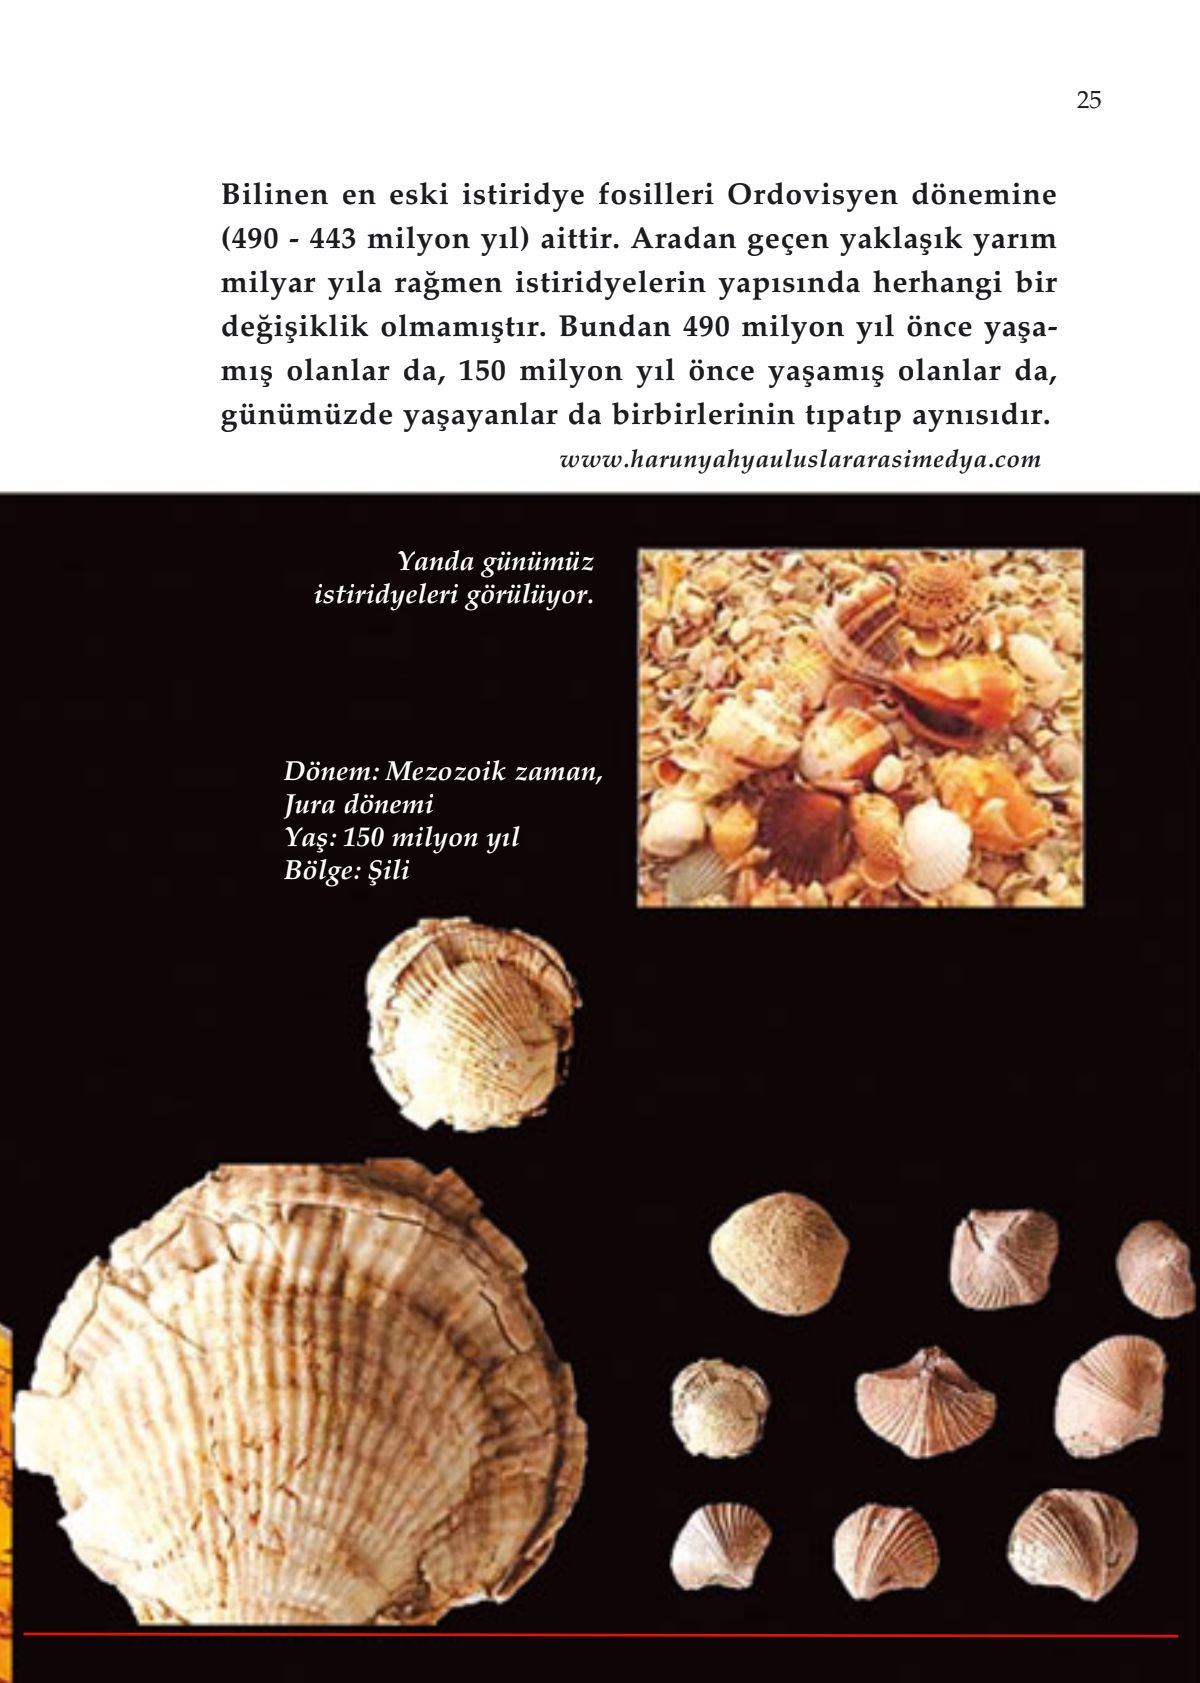 25
Bilinen en eski istiridye fosilleri Ordovisyen dönemine
(490 - 443 milyon yıl) aittir. Aradan geçen yaklaşık yarım
milyar yıla rağmen istiridyelerin yapısında herhangi bir
değişiklik olmamıştır. Bundan 490 milyon yıl önce yaşa-
mış olanlar da, 150 milyon yıl önce yaşamış olanlar da,
günümüzde yaşayanlar da birbirlerinin tıpatıp aynısıdır.
www.harunyahyauluslararasimedya.com
Yanda günümüz
istiridyeleri görülüyor.
Dönem: Mezozoik zaman,
Jura dönemi
Yaş: 150 milyon yıl
Bölge: Şili